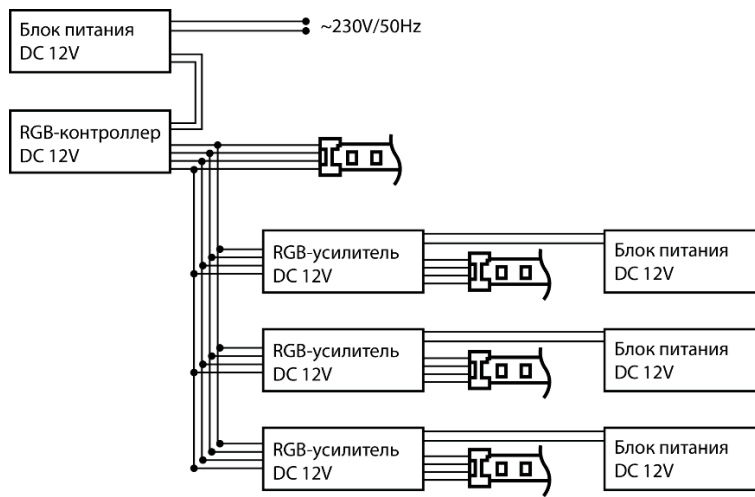 Блок питания
DC 12V
~230V/50Hz
RGB-контроллер
DC 12V
RGB-усилитель
DC 12V
Блок питания
DC 12V
RGB-усилитель
DC 12V
Блок питания
DC 12V
RGB-усилитель
DC 12V
Блок питания
DC 12V